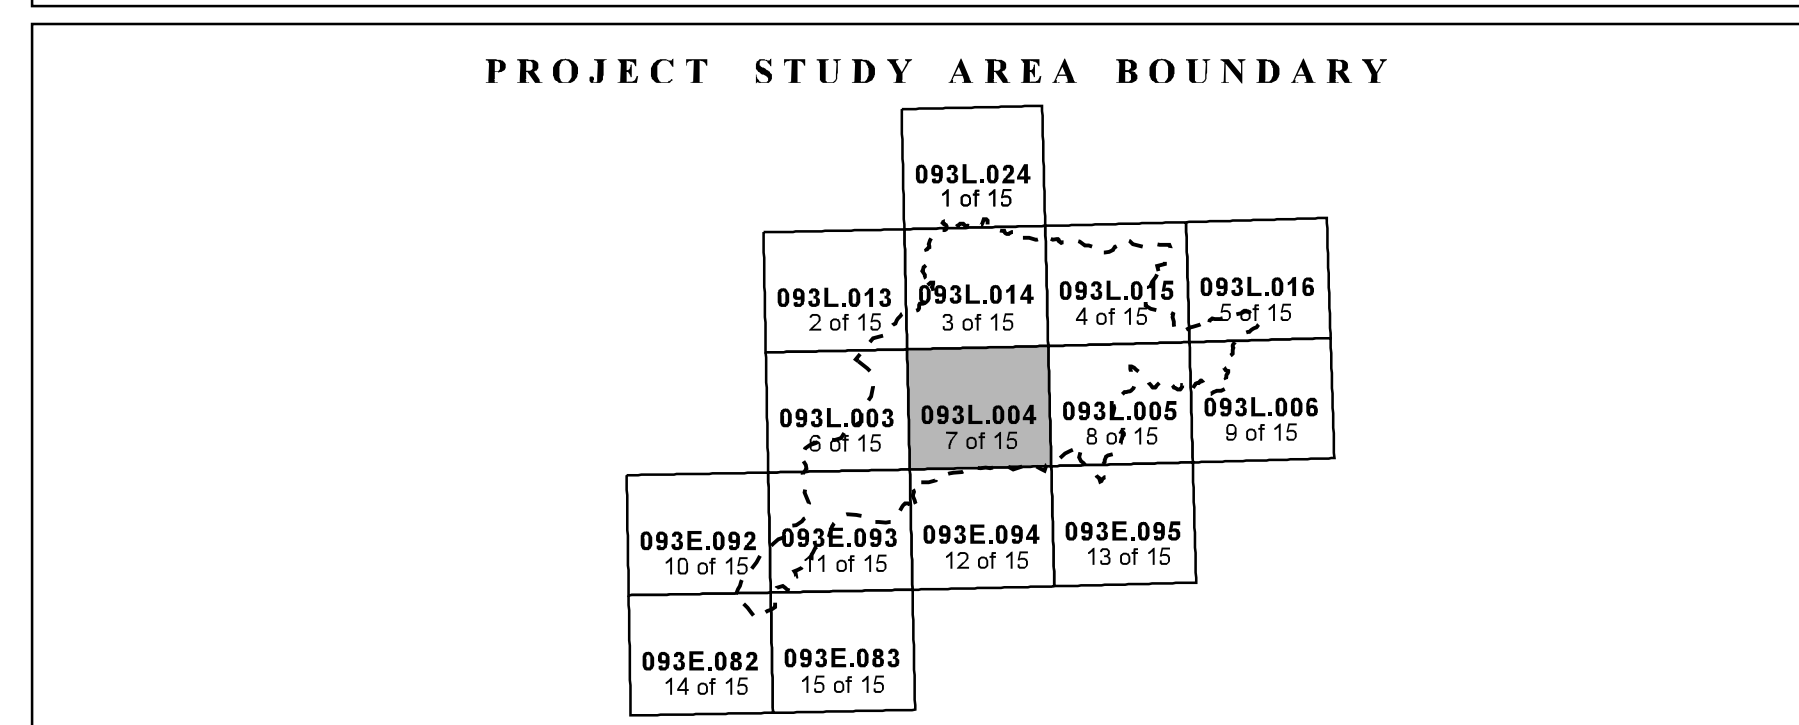 PROJECT STUDY AREA BOUNDARY
093L.024
1 of 15
093L.013
2 of 15
093L.014
3 of 15
093L.015
4 of 15
093L.016
5 of 15
093L.003
6 of 15
093L.004
7 of 15
093L.005
8 of 15
093L.006
9 of 15
093E.092
10 of 15
093E.093
11 of 15
093E.094
12 of 15
093E.095
13 of 15
093E.082
14 of 15
093E.083
15 of 15